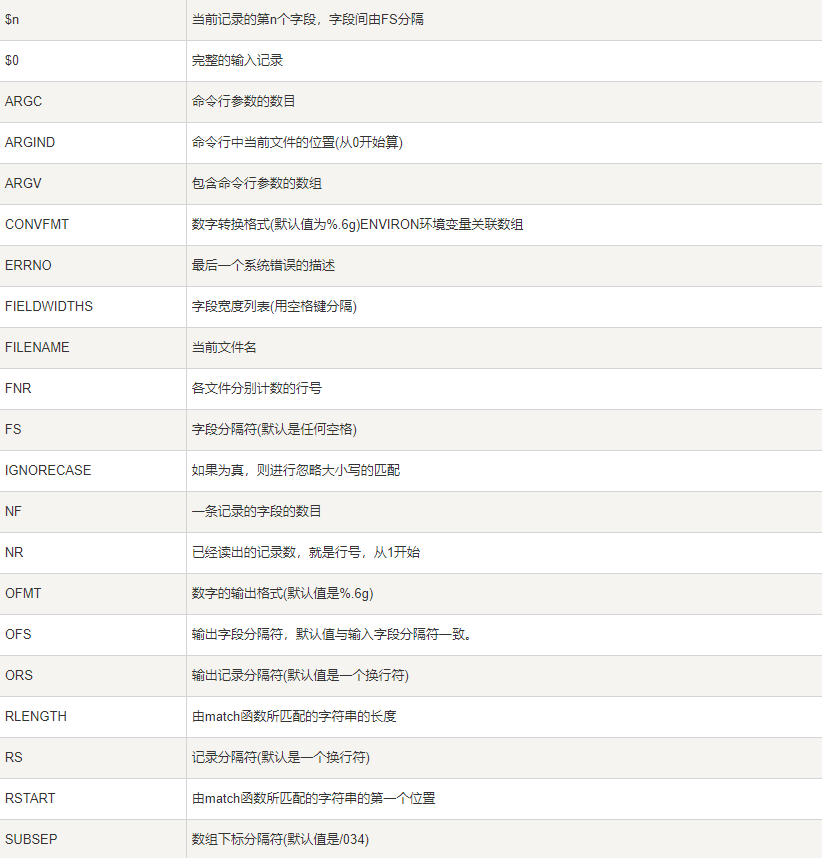 $n 当前记录的第n个字段，字段间由FS分隔
$0 完整的输入记录
ARGC 命令行参数的数目
ARGIND 命令行中当前文件的位置(从0开始算)
ARGV 包含命令行参数的数组
CONVFMT 数字转换格式(默认值为%.6g)ENVIRON环境变量关联数组
ERRNO 最后一个系统错误的描述
FIELDWIDTHS 字段宽度列表(用空格键分隔)
FILENAME 当前文件名
FNR 各文件分别计数的行号
FS 字段分隔符(默认是任何空格)
IGNORECASE 如果为真，则进行忽略大小写的匹配
NF 一条记录的字段的数目
NR 已经读出的记录数，就是行号，从1开始
OFMT 数字的输出格式(默认值是%.6g)
OFS 输出字段分隔符，默认值与输入字段分隔符一致。
ORS 输出记录分隔符(默认值是一个换行符)
RLENGTH 由match函数所匹配的字符串的长度
RS 记录分隔符(默认是一个换行符)
RSTART 由match函数所匹配的字符串的第一个位置
SUBSEP 数组下标分隔符(默认值是/034)